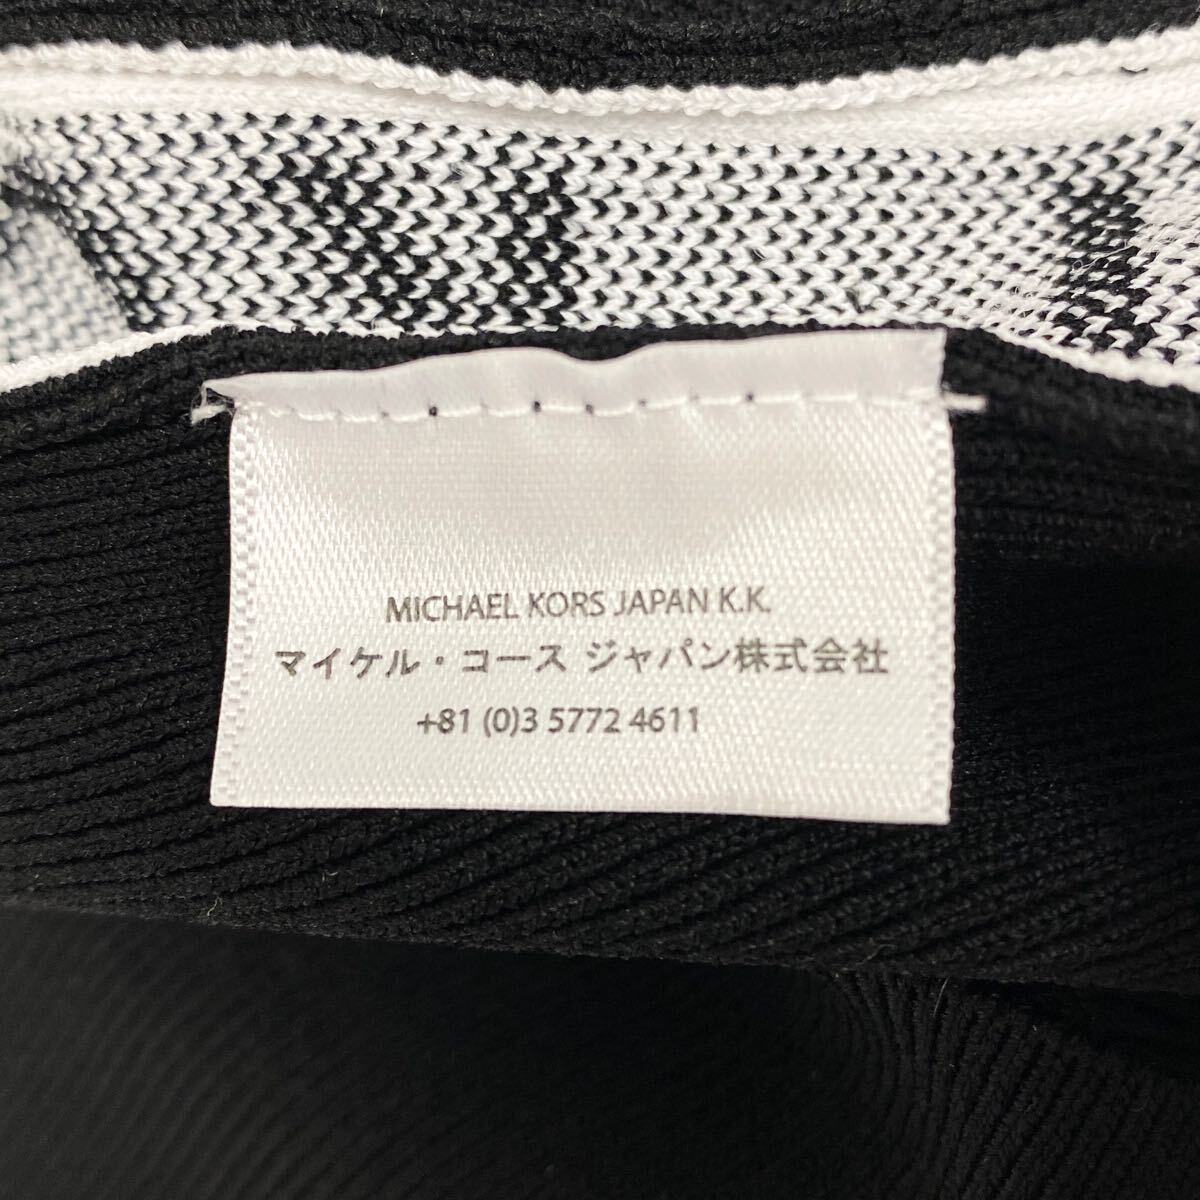 MICHAEL KORS JAPAN K.K.
マイケル・コース ジャパン株式会社
+81 (0)3 5772 4611